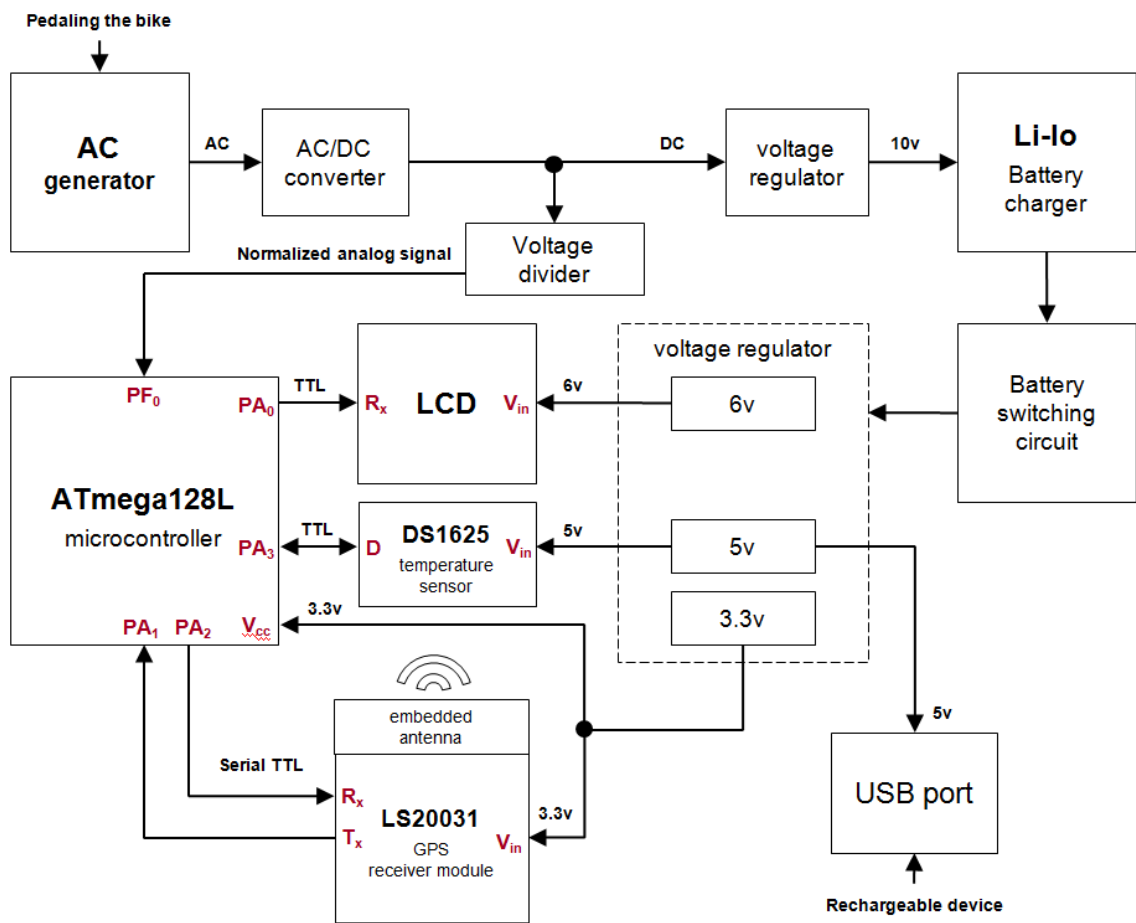 Pedaling the bike
AC
generator
AC
AC/DC
converter
DC
voltage
regulator
10v
Li-Io
Battery
charger
Normalized analog signal
Voltage
divider
PF0
PA0
TTL
Rx
LCD
Vin
6v
voltage regulator
6v
Battery
switching
circuit
ATmega128L
microcontroller
PA3
TTL
D
DS1625
temperature
sensor
Vin
5v
5v
PA1
PA2
Vcc
3.3v
3.3v
embedded
antenna
5v
Serial TTL
Rx
Tx
LS20031
GPS
receiver module
Vin
3.3v
USB port
Rechargeable device